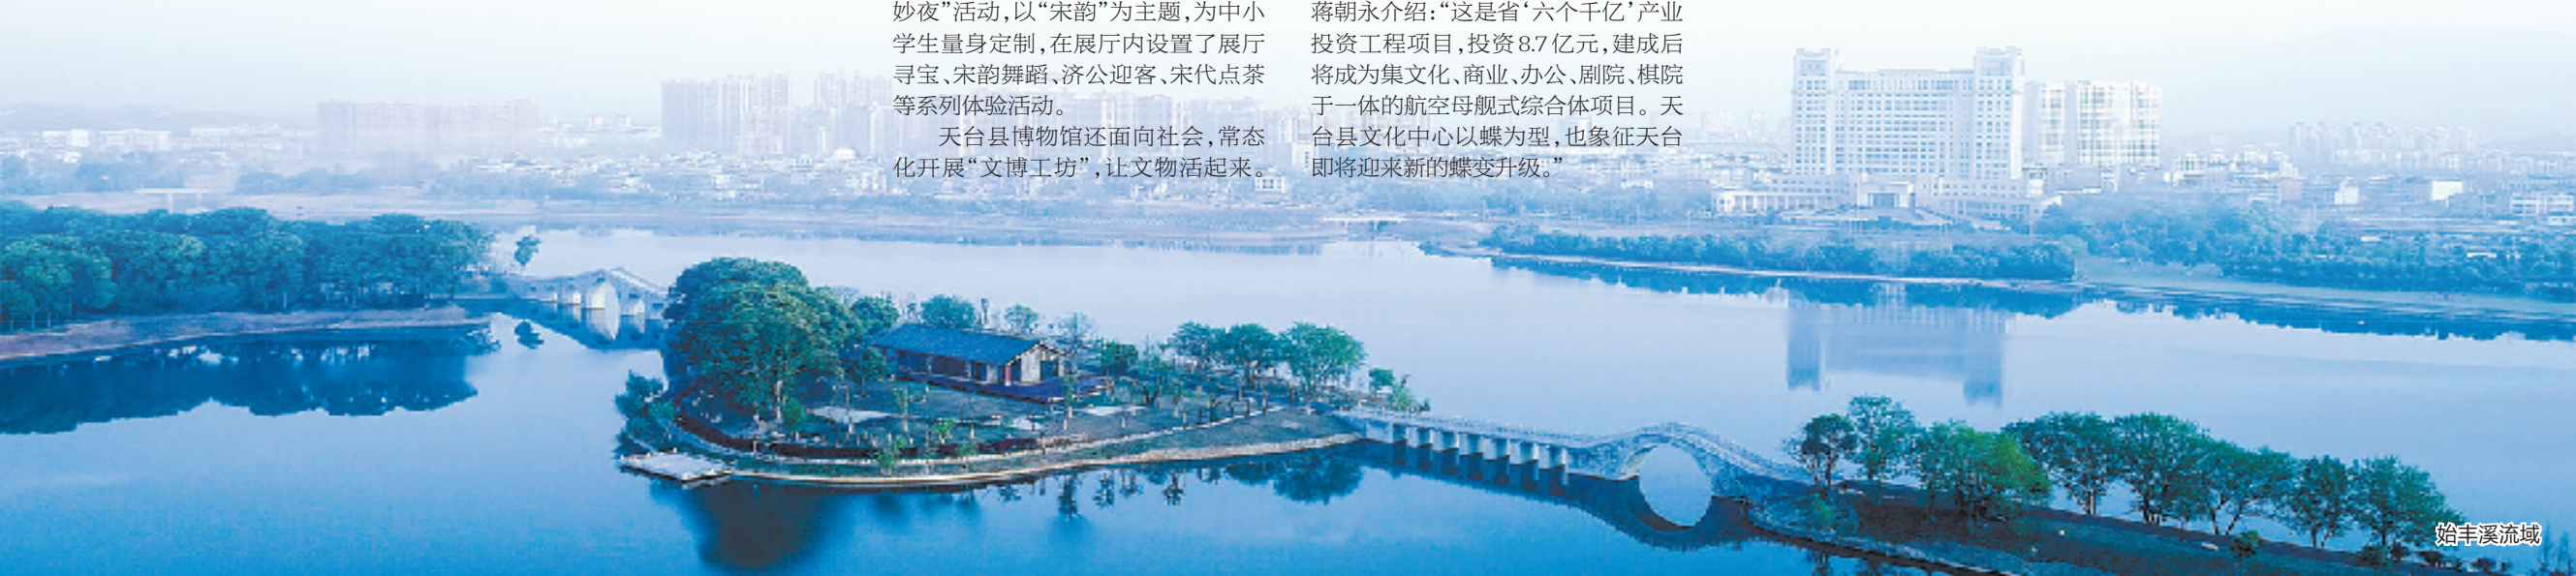 妙夜”活动，以“宋韵”为主题，为中小
学生量身定制，在展厅内设置了展厅
寻宝、宋韵舞蹈、济公迎客、宋代点茶
等系列体验活动。
天台县博物馆还面向社会，常态
化开展“文博工坊”，让文物活起来。
蒋朝永介绍：“这是省‘六个千亿’产业
投资工程项目，投资8.7亿元，建成后
将成为集文化、商业、办公、剧院、棋院
于一体的航空母舰式综合体项目。天
台县文化中心以蝶为型，也象征天台
即将迎来新的蝶变升级。”
始丰溪流域